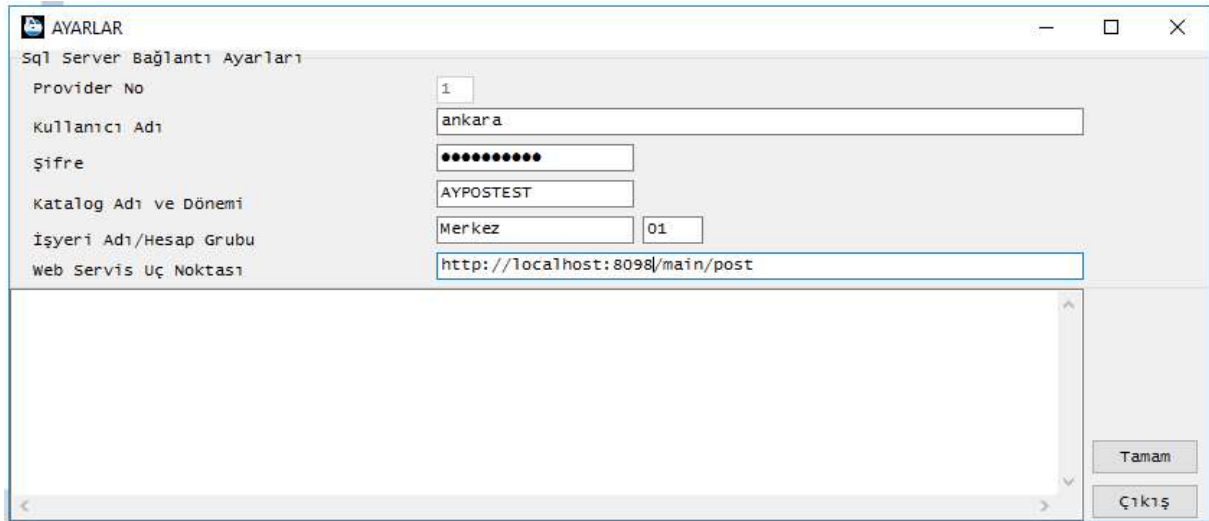 AYARLAR
Sql Server Bağlantı Ayarları
Provider No 1
Kullanıcı Adı ankara
Şifre ●●●●●●●●●●
Katalog Adı ve Dönemi AYPOSTEST
İşyeri Adı/Hesap Grubu Merkez 01
Web Servis Uç Noktası http://localhost:8098/main/post
Tamam
Çıkış